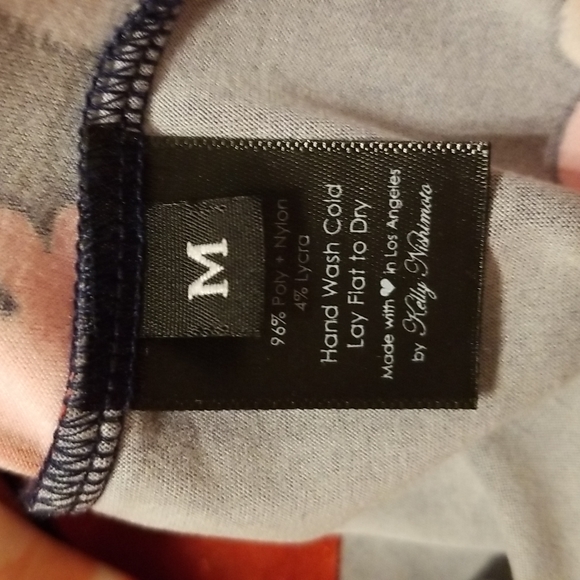 M
96% Poly + Nylon
4% Lycra
Hand Wash Cold
Lay Flat to Dry
Made with ♥ in Los Angeles
by Kelly Nishimoto